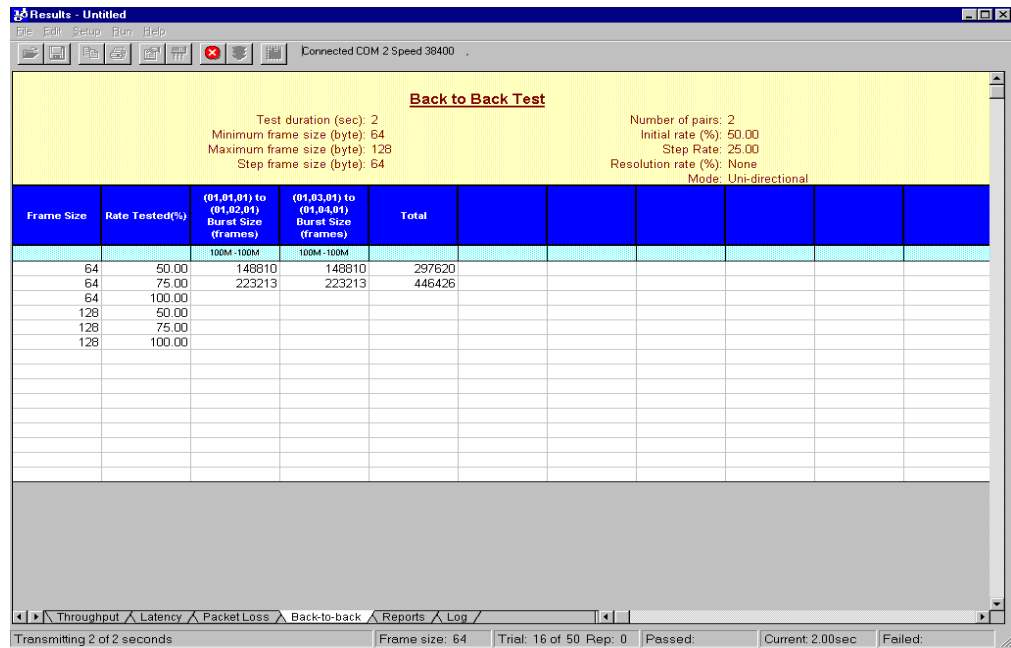 Results - Untitled
File Edit Setup Run Help
Connected COM 2 Speed 38400
Back to Back Test
Test duration (sec): 2
Number of pairs: 2
Minimum frame size (byte): 64
Initial rate (%): 50.00
Maximum frame size (byte): 128
Step Rate: 25.00
Step frame size (byte): 64
Resolution rate (%): None
Mode: Uni-directional
Frame Size
Rate Tested(%)
(01,01,01) to
(01,02,01)
Burst Size
(frames)
(01,03,01) to
(01,04,01)
Burst Size
(frames)
Total
100M -100M 100M -100M
64 50.00 148810 148810 297620
64 75.00 223213 223213 446426
64 100.00
128 50.00
128 75.00
128 100.00
Throughput Latency Packet Loss Back-to-back Reports Log
Transmitting 2 of 2 seconds Frame size: 64 Trial: 16 of 50 Rep: 0 Passed: Current: 2.00sec Failed: